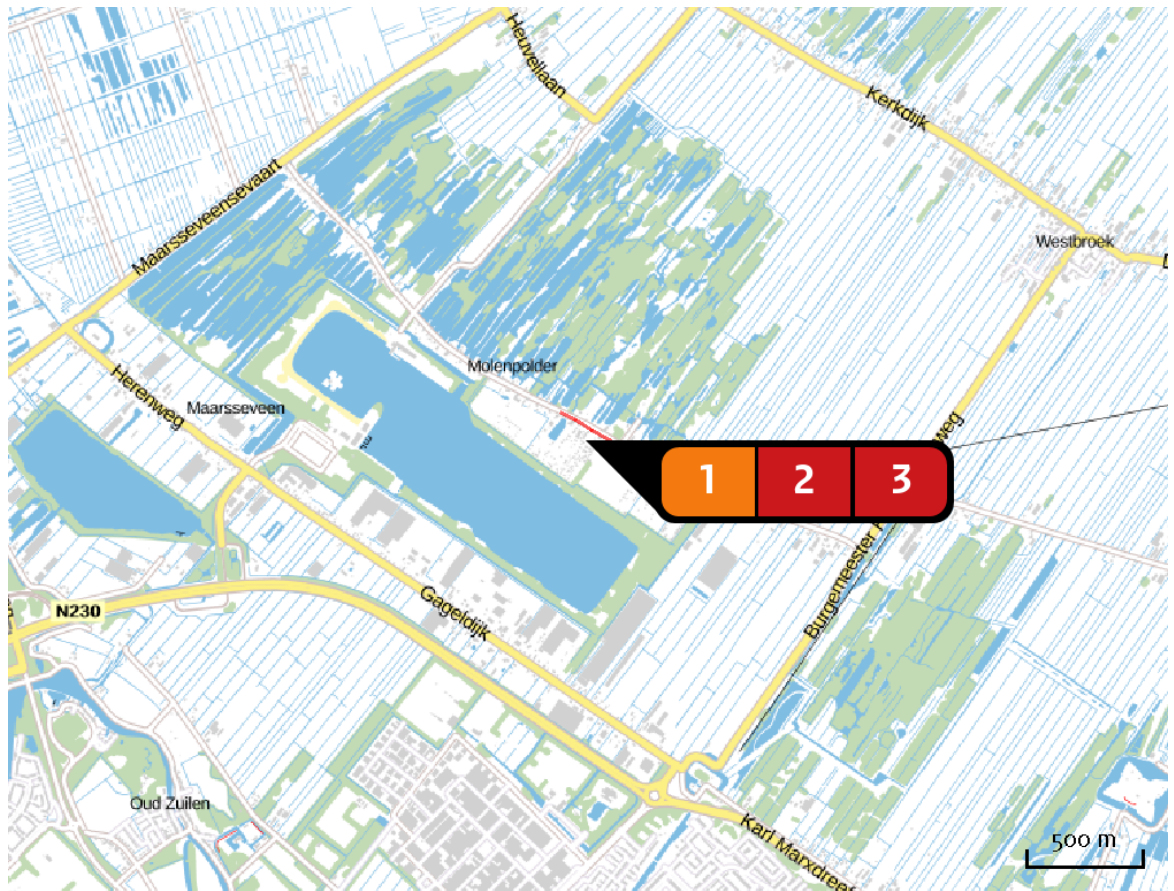 Heuvellaan
Kerkdijk
Maarsseveensevaart
Westbroek
Molenpolder
Herenweg
Maarsseveen
weg
1 2 3
Burgemeester
N230
Gageldijk
Oud Zuilen
Karl Marxdreef
500 m